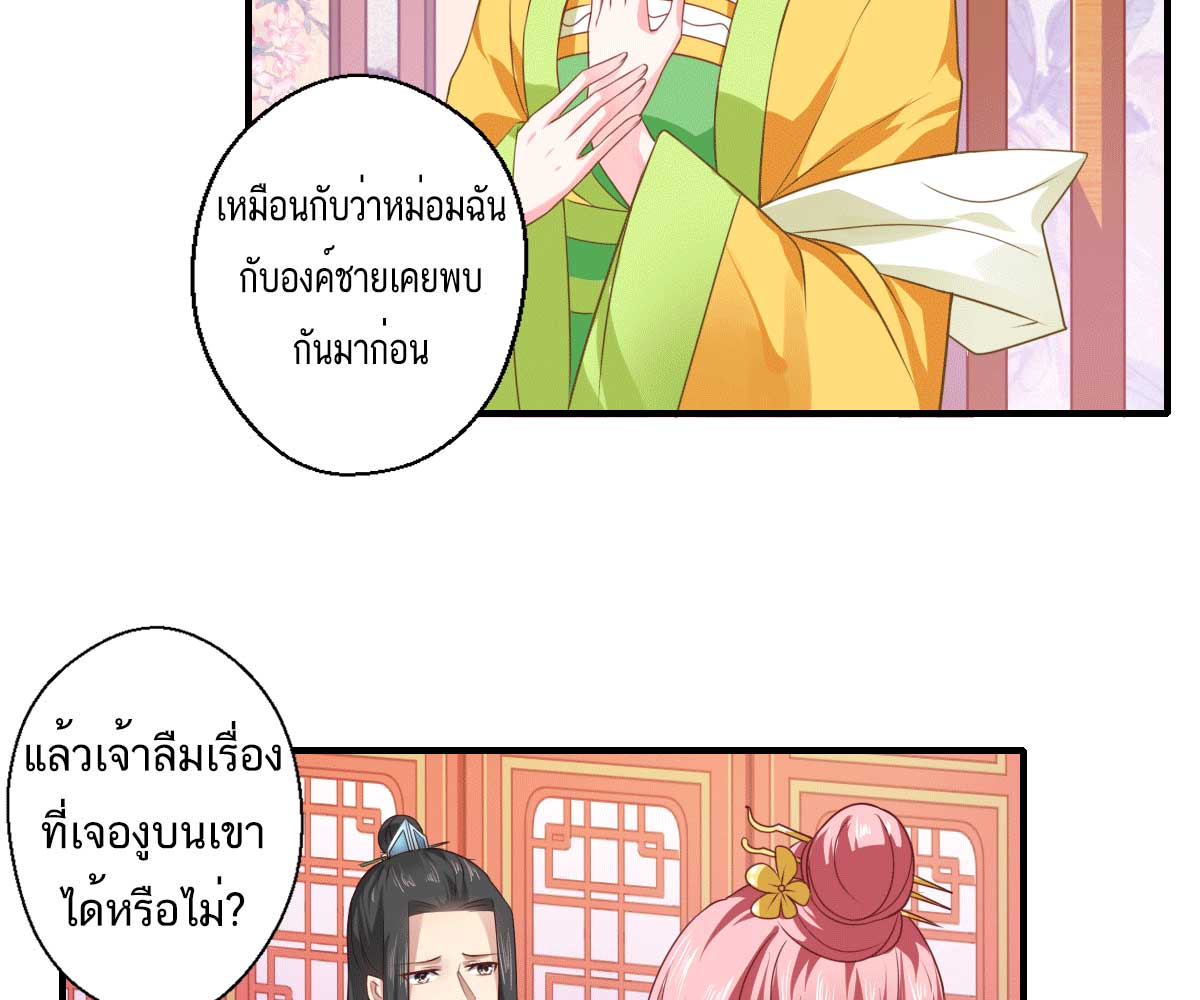 เหมือนกับว่าหม่อมฉัน
กับองค์ชายเคยพบ
กันมาก่อน
แล้วเจ้าลืมเรื่อง
ที่เจองูบนเขา
ได้หรือไม่?